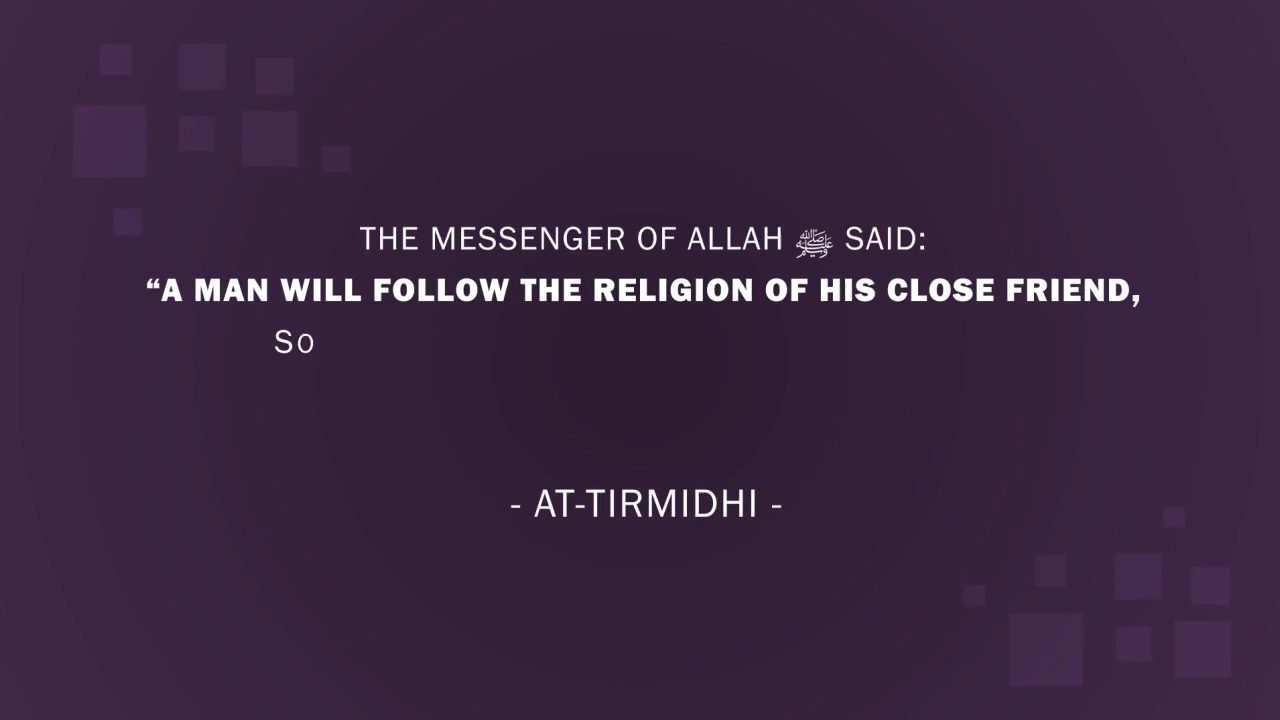 THE MESSENGER OF ALLAH ﷺ SAID:
“A MAN WILL FOLLOW THE RELIGION OF HIS CLOSE FRIEND,
So
- AT-TIRMIDHI -